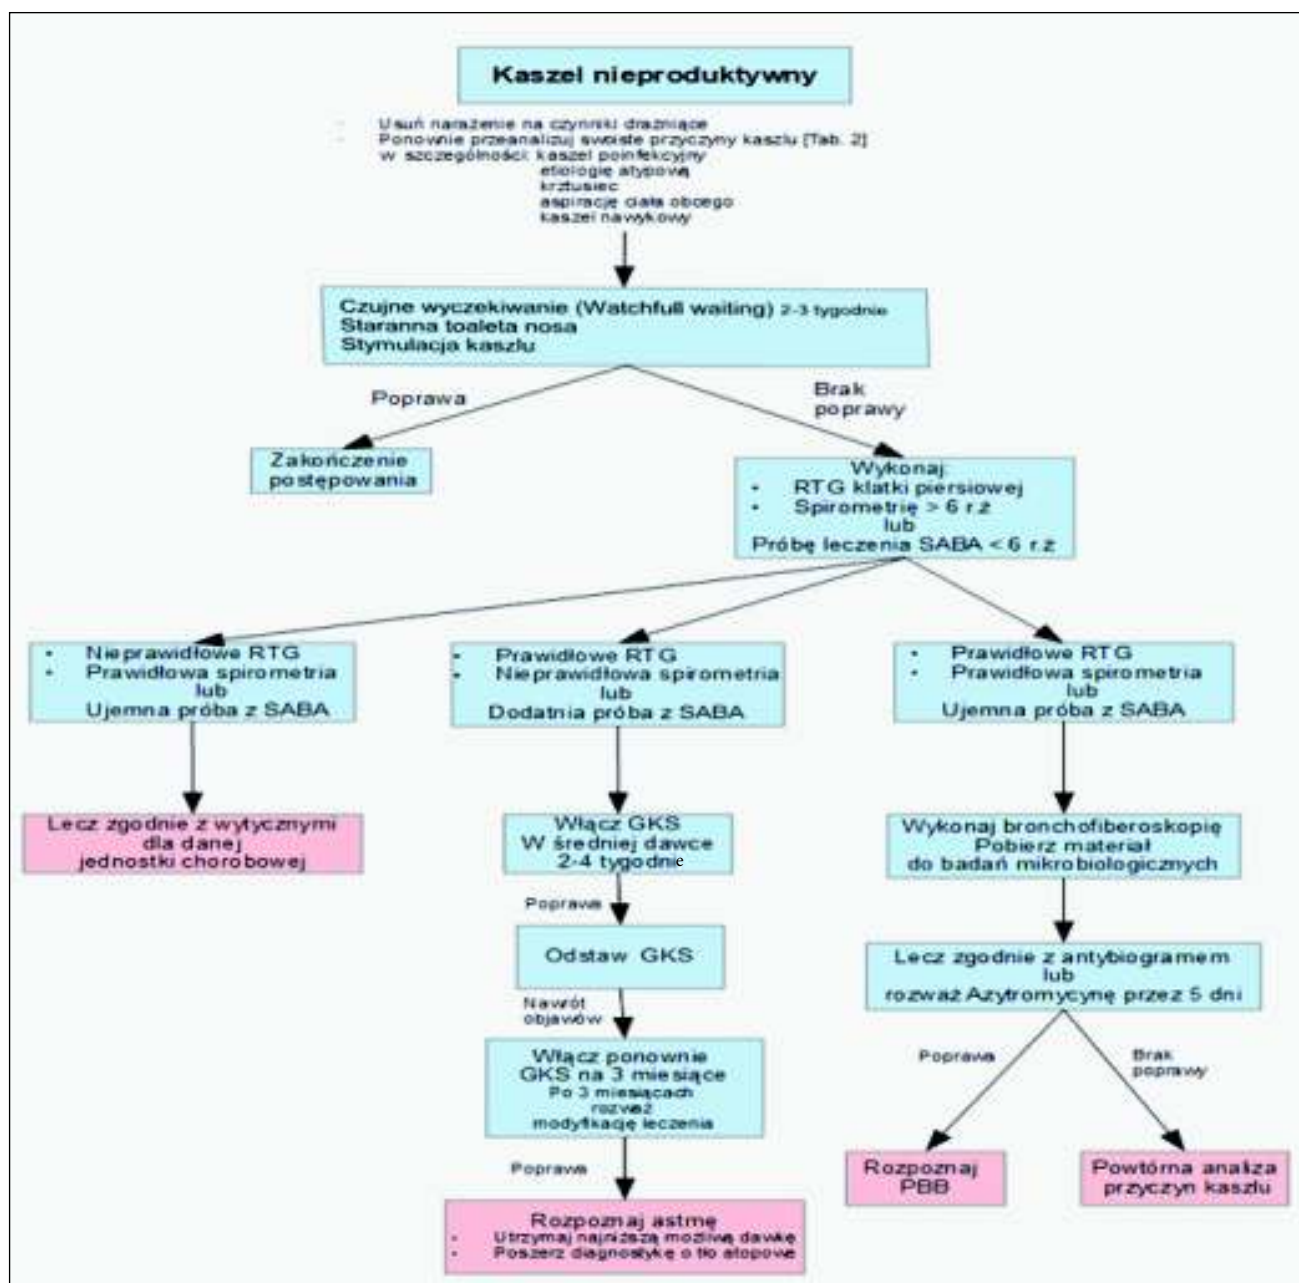 Kaszel nieproduktywny
- Usuń narażenie na czynniki drażniące
- Ponownie przeanalizuj swoiste przyczyny kaszlu [Tab. 2]
w szczególności: kaszel poinfekcyjny
etiologię atypową
krztusiec
aspirację ciała obcego
kaszel nawykowy
Czujne wyczekiwanie (Watchfull waiting) 2-3 tygodnie
Staranna toaleta nosa
Stymulacja kaszlu
Poprawa
Brak
poprawy
Zakończenie
postępowania
Wykonaj:
• RTG klatki piersiowej
• Spirometrię > 6 r.ż
lub
Próbę leczenia SABA < 6 r.ż
• Nieprawidłowe RTG
• Prawidłowa spirometria
lub
Ujemna próba z SABA
• Prawidłowe RTG
• Nieprawidłowa spirometria
lub
Dodatnia próba z SABA
• Prawidłowe RTG
• Prawidłowa spirometria
lub
Ujemna próba z SABA
Lecz zgodnie z wytycznymi
dla danej
jednostki chorobowej
Włącz GKS
W średniej dawce
2-4 tygodnie
Wykonaj bronchofiberoskopię
Pobierz materiał
do badań mikrobiologicznych
Poprawa
Odstaw GKS
Lecz zgodnie z antybiogramem
lub
rozważ Azytromycynę przez 5 dni
Nawrót
objawów
Włącz ponownie
GKS na 3 miesiące
Po 3 miesiącach
rozważ
modyfikację leczenia
Poprawa
Brak
poprawy
Poprawa
Rozpoznaj
PBB
Powtórna analiza
przyczyn kaszlu
Rozpoznaj astmę
• Utrzymaj najniższą możliwą dawkę
• Poszerz diagnostykę o tło atopowe